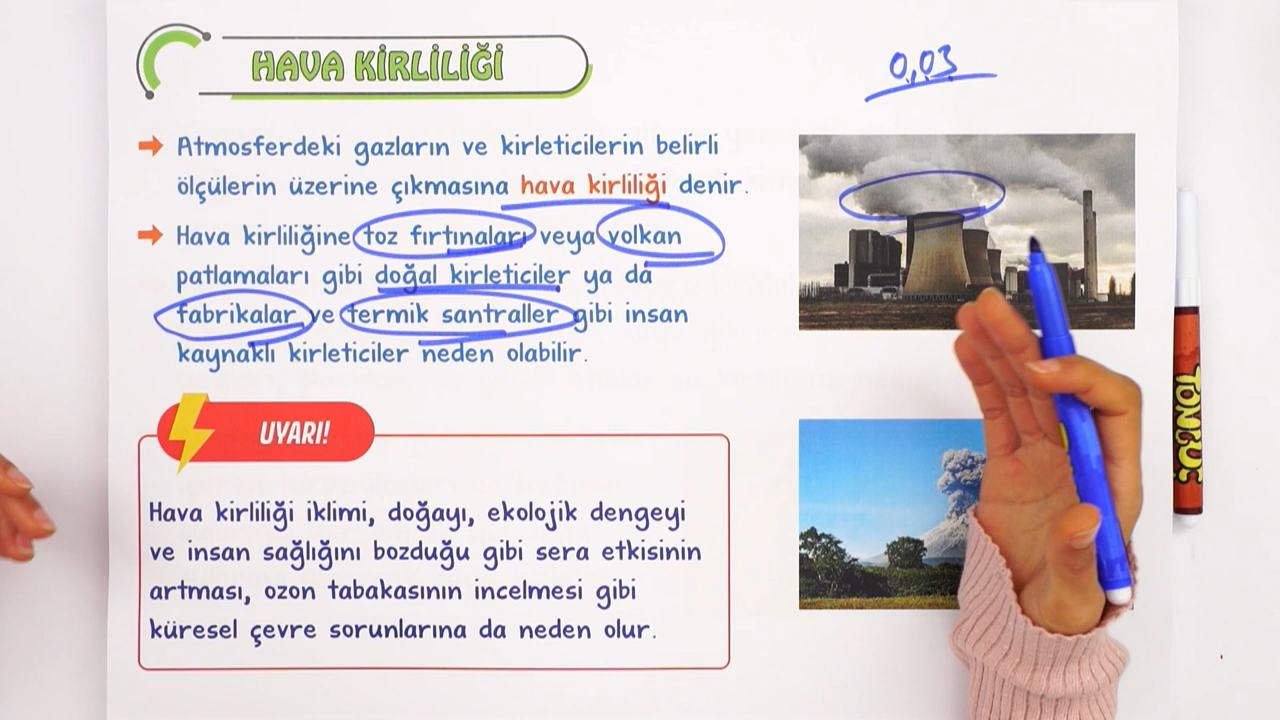 HAVA KİRLİLİĞİ
0,03
Atmosferdeki gazların ve kirleticilerin belirli
ölçülerin üzerine çıkmasına hava kirliliği denir.
Hava kirliliğine toz fırtınaları veya volkan
patlamaları gibi doğal kirleticiler ya da
fabrikalar ve termik santraller gibi insan
kaynaklı kirleticiler neden olabilir.
UYARI!
Hava kirliliği iklimi, doğayı, ekolojik dengeyi
ve insan sağlığını bozduğu gibi sera etkisinin
artması, ozon tabakasının incelmesi gibi
küresel çevre sorunlarına da neden olur.
TONGUÇ